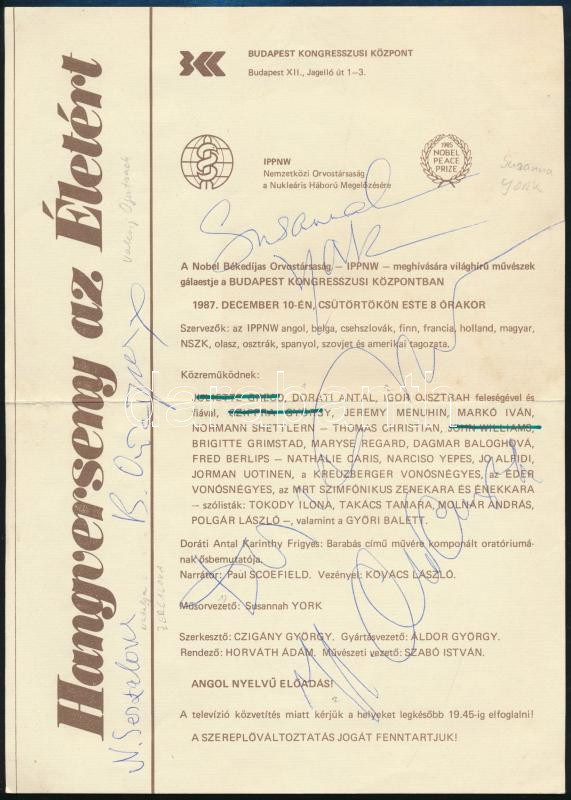 Hangverseny az Életért
BUDAPEST KONGRESSZUSI KÖZPONT
Budapest XII., Jagelló út 1–3.
IPPNW
Nemzetközi Orvostársaság
a Nukleáris Háború Megelőzésére
1985
NOBEL
PEACE
PRIZE
Susanna
YORK
Susannah
York
A Nobel Békedíjas Orvostársaság – IPPNW – meghívására világhírű művészek
gálaestje a BUDAPEST KONGRESSZUSI KÖZPONTBAN
1987. DECEMBER 10-ÉN, CSÜTÖRTÖKÖN ESTE 8 ÓRAKOR
Szervezők: az IPPNW angol, belga, csehszlovák, finn, francia, holland, magyar,
NSZK, olasz, osztrák, spanyol, szovjet és amerikai tagozata.
Közreműködnek:
DORÁTI ANTAL, IGOR OJSZTRAH feleségével és
fiával, CZIFFRA GYÖRGY, JEREMY MENUHIN, MARKÓ IVÁN,
NORMANN SHETTLERN – THOMAS CHRISTIAN, JOHN WILLIAMS,
BRIGITTE GRIMSTAD, MARYSE REGARD, DAGMAR BALOGHOVÁ,
FRED BERLIPS – NATHALIE CARIS, NARCISO YEPES, JO ALFIDI,
JORMAN UOTINEN, a KREUZBERGER VONÓSNÉGYES, az ÉDER
VONÓSNÉGYES, az MRT SZIMFÓNIKUS ZENEKARA ÉS ÉNEKKARA
– szólisták: TOKODY ILONA, TAKÁCS TAMARA, MOLNÁR ANDRÁS,
POLGÁR LÁSZLÓ –, valamint a GYŐRI BALETT.
Doráti Antal Karinthy Frigyes: Barabás című művére komponált oratóriumá-
nak ősbemutatója.
Narrátor: Paul SCOEFIELD. Vezényel: KOVÁCS LÁSZLÓ.
Műsorvezető: Susannah YORK
Szerkesztő: CZIGÁNY GYÖRGY. Gyártásvezető: ÁLDOR GYÖRGY.
Rendező: HORVÁTH ÁDÁM. Művészeti vezető: SZABÓ ISTVÁN.
ANGOL NYELVŰ ELŐADÁS!
A televízió közvetítés miatt kérjük a helyeket legkésőbb 19.45-ig elfoglalni!
A SZEREPLŐVÁLTOZTATÁS JOGÁT FENNTARTJUK!